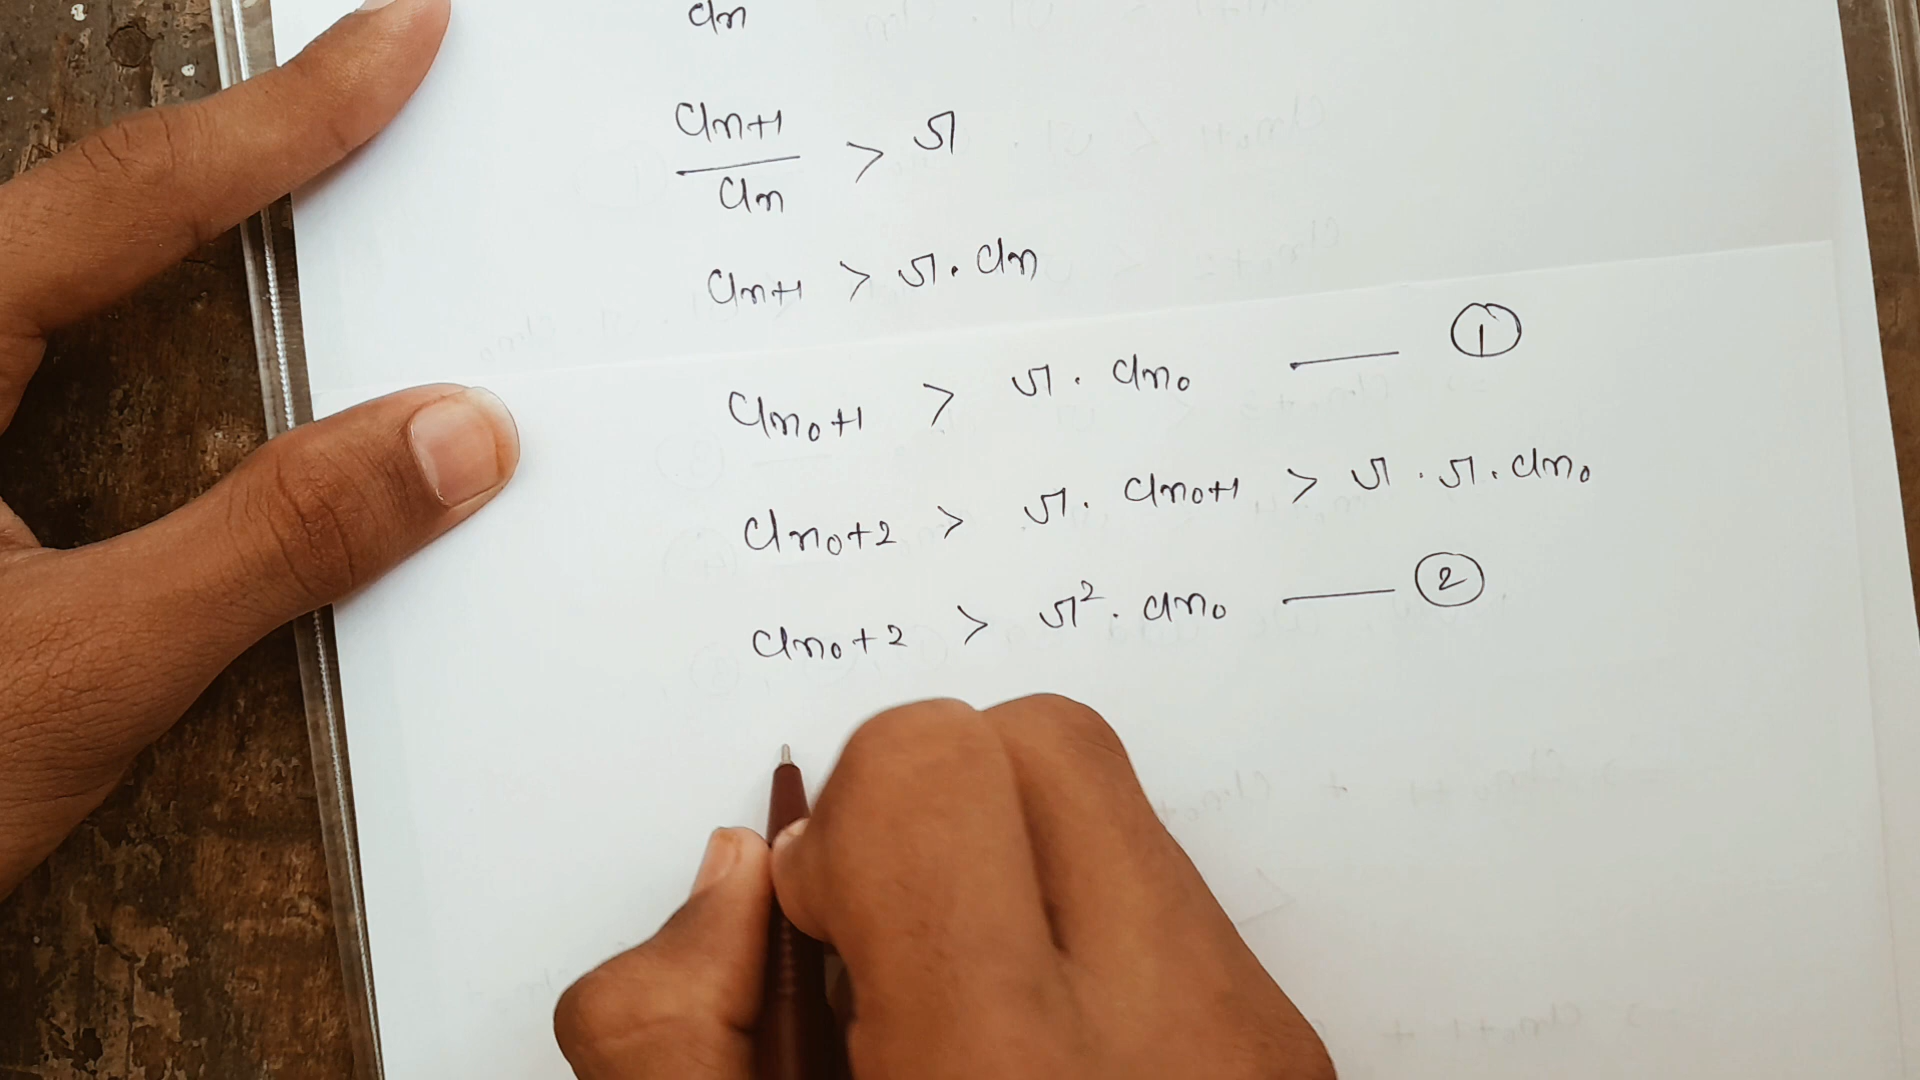 an
an+1 / an > r
an+1 > r . an
an₀+1 > r . an₀ —— ①
an₀+2 > r . an₀+1 > r . r . an₀
an₀+2 > r² . an₀ —— ②